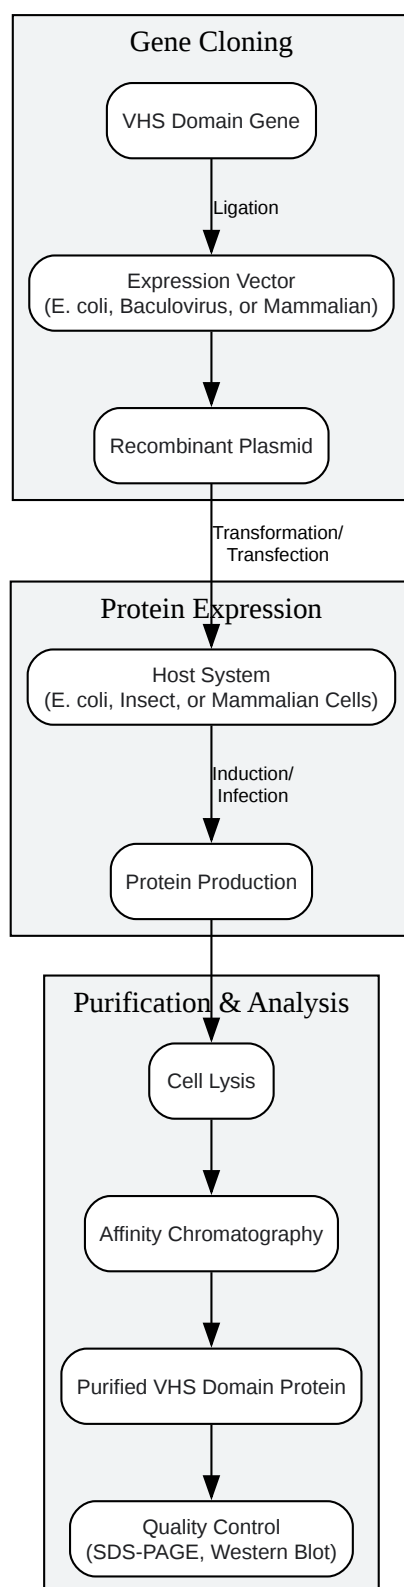 Gene Cloning
VHS Domain Gene
Ligation
Expression Vector
(E. coli, Baculovirus, or Mammalian)
Recombinant Plasmid
Transformation/
Transfection
Protein Expression
Host System
(E. coli, Insect, or Mammalian Cells)
Induction/
Infection
Protein Production
Purification & Analysis
Cell Lysis
Affinity Chromatography
Purified VHS Domain Protein
Quality Control
(SDS-PAGE, Western Blot)